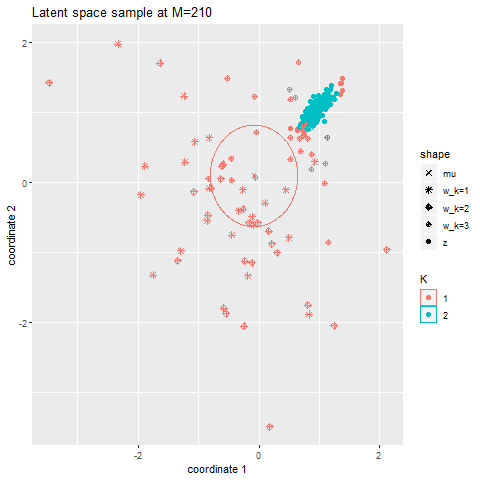 Latent space sample at M=210
2
0
-2
coordinate 2
-2
0
2
coordinate 1
shape
mu
w_k=1
w_k=2
w_k=3
z
K
1
2